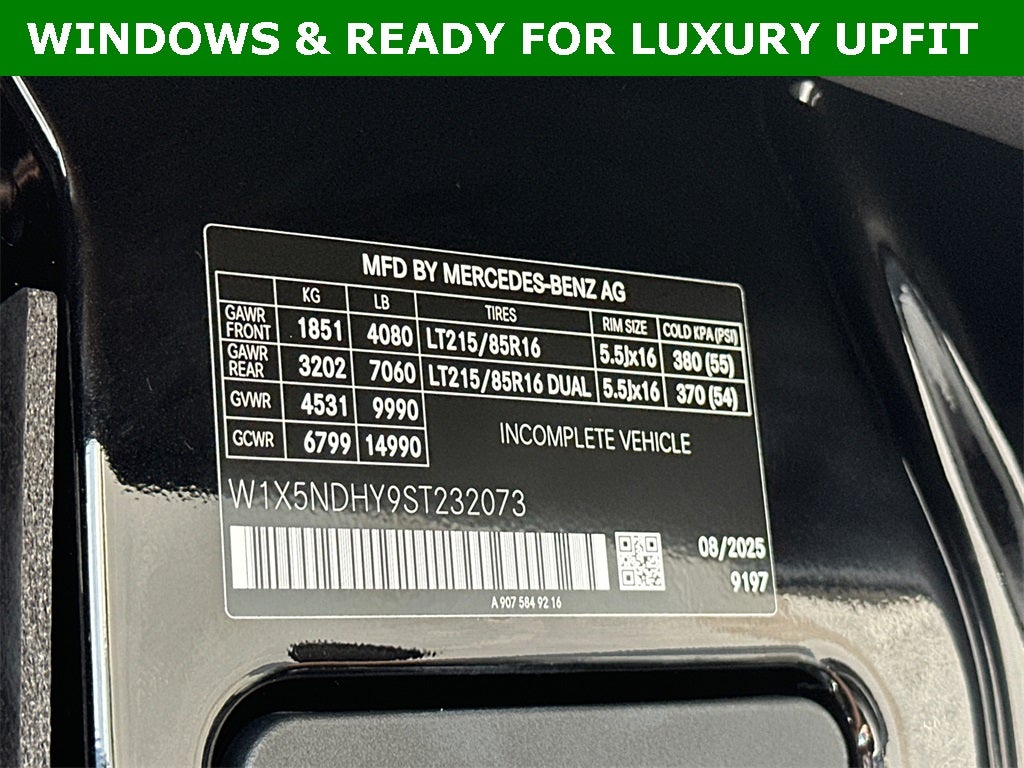 WINDOWS & READY FOR LUXURY UPFIT
MFD BY MERCEDES-BENZ AG
KG LB TIRES RIM SIZE COLD KPA (PSI)
GAWR FRONT 1851 4080 LT215/85R16 5.5Jx16 380 (55)
GAWR REAR 3202 7060 LT215/85R16 DUAL 5.5Jx16 370 (54)
GVWR 4531 9990
GCWR 6799 14990
INCOMPLETE VEHICLE
W1X5NDHY9ST232073
08/2025
9197
A 907 584 92 16